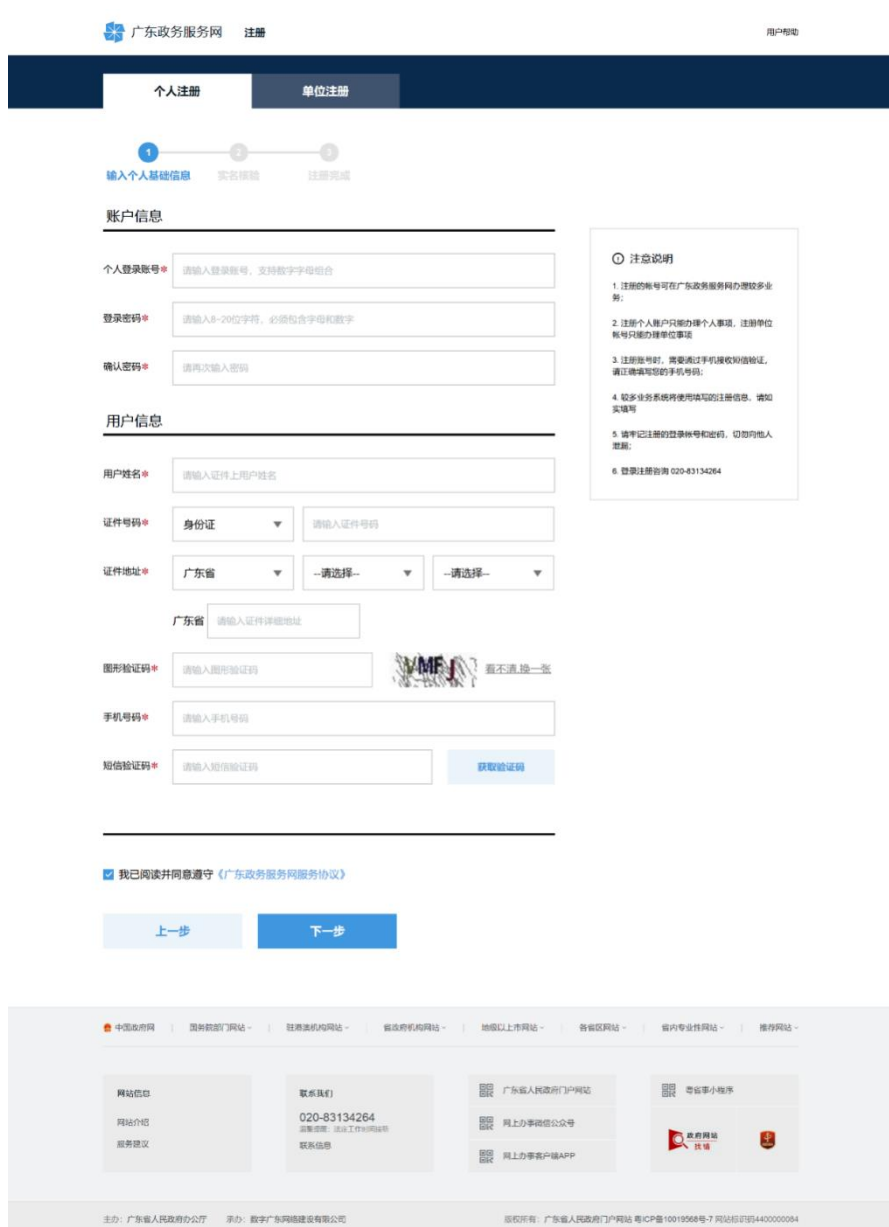 广东政务服务网 注册 用户帮助
个人注册 单位注册
1 2 3
输入个人基础信息 实名核验 注册完成
账户信息
个人登录账号* 请输入登录账号，支持数字字母组合
登录密码* 请输入8-20位字符，必须包含字母和数字
确认密码* 请再次输入密码
用户信息
用户姓名* 请输入证件上用户姓名
证件号码* 身份证 请输入证件号码
证件地址* 广东省 --请选择-- --请选择--
广东省 请输入证件详细地址
图形验证码* 请输入图形验证码 看不清,换一张
手机号码* 请输入手机号码
短信验证码* 请输入短信验证码 获取验证码
注意说明
1. 注册的帐号可在广东政务服务网办理较多业
务;
2. 注册个人账户只能办理个人事项，注册单位
帐号只能办理单位事项
3. 注册账号时，需要通过手机接收短信验证，
请正确填写您的手机号码;
4. 较多业务系统将使用填写的注册信息，请如
实填写
5. 请牢记注册的登录帐号和密码，切勿向他人
泄漏;
6. 登录注册咨询 020-83134264
我已阅读并同意遵守《广东政务服务网服务协议》
上一步 下一步
中国政府网 国务院部门网站 驻港澳机构网站 省政府机构网站 地级以上市网站 各省区网站 省内专业性网站 推荐网站
网站信息
网站介绍
服务建议
联系我们
020-83134264
温馨提醒：法定工作时间接听
联系信息
广东省人民政府门户网站
网上办事微信公众号
网上办事客户端APP
粤省事小程序
政府网站
找错
主办：广东省人民政府办公厅 承办：数字广东网络建设有限公司
版权所有：广东省人民政府门户网站 粤ICP备10019568号-7 网站标识码4400000084